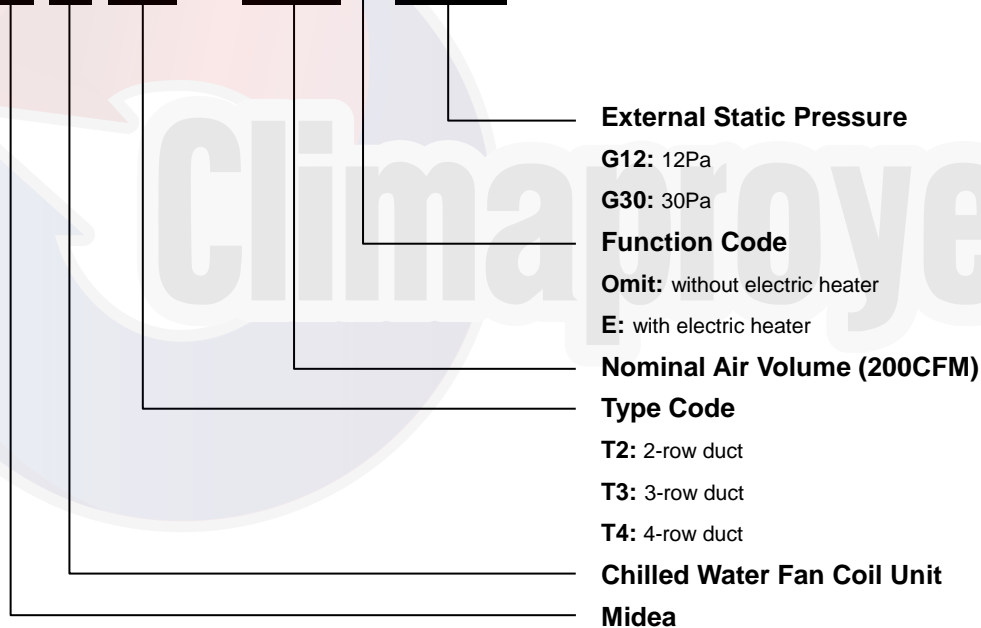 External Static Pressure
G12: 12Pa
G30: 30Pa
Function Code
Omit: without electric heater
E: with electric heater
Nominal Air Volume (200CFM)
Type Code
T2: 2-row duct
T3: 3-row duct
T4: 4-row duct
Chilled Water Fan Coil Unit
Midea
Climaproye